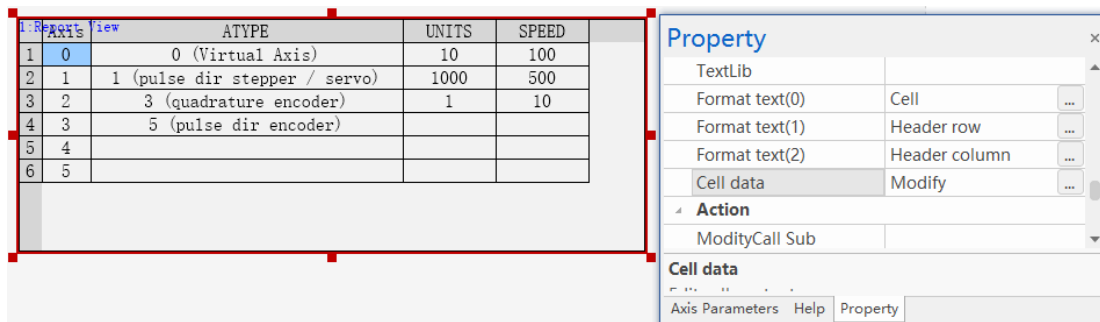 1:Report View
Axis ATYPE UNITS SPEED
1 0 0 (Virtual Axis) 10 100
2 1 1 (pulse dir stepper / servo) 1000 500
3 2 3 (quadrature encoder) 1 10
4 3 5 (pulse dir encoder)
5 4
6 5
Property ×
TextLib
Format text(0) Cell ...
Format text(1) Header row ...
Format text(2) Header column ...
Cell data Modify ...
Action
ModityCall Sub
Cell data
Axis Parameters Help Property